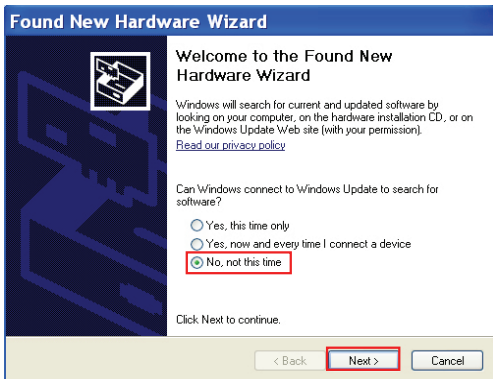 Found New Hardware Wizard
Welcome to the Found New
Hardware Wizard
Windows will search for current and updated software by
looking on your computer, on the hardware installation CD, or on
the Windows Update Web site (with your permission).
Read our privacy policy
Can Windows connect to Windows Update to search for
software?
Yes, this time only
Yes, now and every time I connect a device
No, not this time
Click Next to continue.
< Back
Next >
Cancel